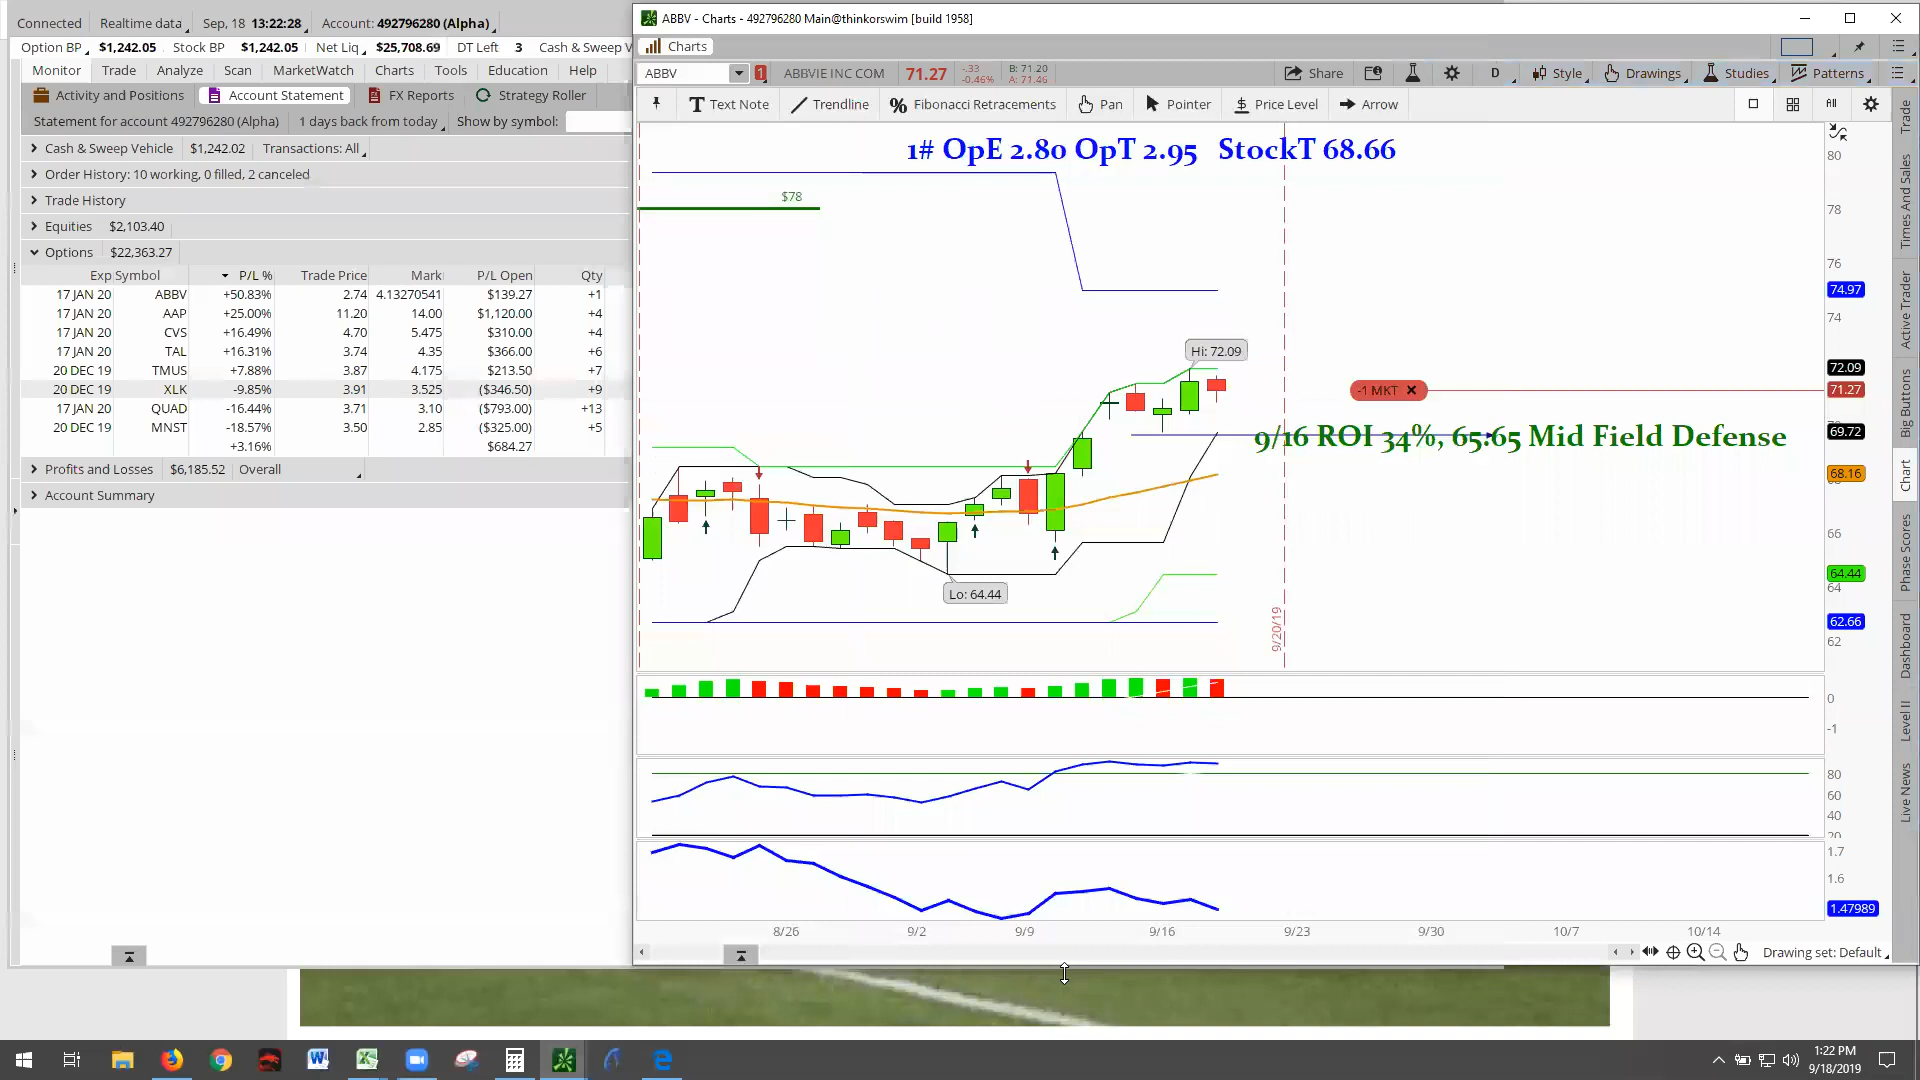 Connected Realtime data Sep, 18 13:22:28 Account: 492796280 (Alpha)
Option BP $1,242.05 Stock BP $1,242.05 Net Liq $25,708.69 DT Left 3 Cash & Sweep V
Monitor Trade Analyze Scan MarketWatch Charts Tools Education Help
Activity and Positions Account Statement FX Reports Strategy Roller
Statement for account 492796280 (Alpha) 1 days back from today Show by symbol:
Cash & Sweep Vehicle $1,242.02 Transactions: All
Order History: 10 working, 0 filled, 2 canceled
Trade History
Equities $2,103.40
Options $22,363.27
Exp Symbol P/L % Trade Price Mark P/L Open Qty
17 JAN 20 ABBV +50.83% 2.74 4.13270541 $139.27 +1
17 JAN 20 AAP +25.00% 11.20 14.00 $1,120.00 +4
17 JAN 20 CVS +16.49% 4.70 5.475 $310.00 +4
17 JAN 20 TAL +16.31% 3.74 4.35 $366.00 +6
20 DEC 19 TMUS +7.88% 3.87 4.175 $213.50 +7
20 DEC 19 XLK -9.85% 3.91 3.525 ($346.50) +9
17 JAN 20 QUAD -16.44% 3.71 3.10 ($793.00) +13
20 DEC 19 MNST -18.57% 3.50 2.85 ($325.00) +5
+3.16% $684.27
Profits and Losses $6,185.52 Overall
Account Summary
ABBV - Charts - 492796280 Main@thinkorswim [build 1958]
Charts
ABBV 1 ABBVIE INC COM 71.27 -.33 -0.46% B: 71.20 A: 71.46 Share D Style Drawings Studies Patterns
T Text Note Trendline % Fibonacci Retracements Pan Pointer $ Price Level Arrow All
1# OpE 2.80 OpT 2.95 StockT 68.66
80
$78
78
76
74.97
74
Hi: 72.09
72.09
-1 MKT
71.27
9/16 ROI 34%, 65.65 Mid Field Defense
69.72
68.16
66
Lo: 64.44
64.44
64
62.66
62
9/20/19
0
-1
80
60
40
20
1.7
1.6
1.47989
8/26 9/2 9/9 9/16 9/23 9/30 10/7 10/14
Drawing set: Default
Trade
Times And Sales
Active Trader
Big Buttons
Chart
Phase Scores
Dashboard
Level II
Live News
1:22 PM
9/18/2019